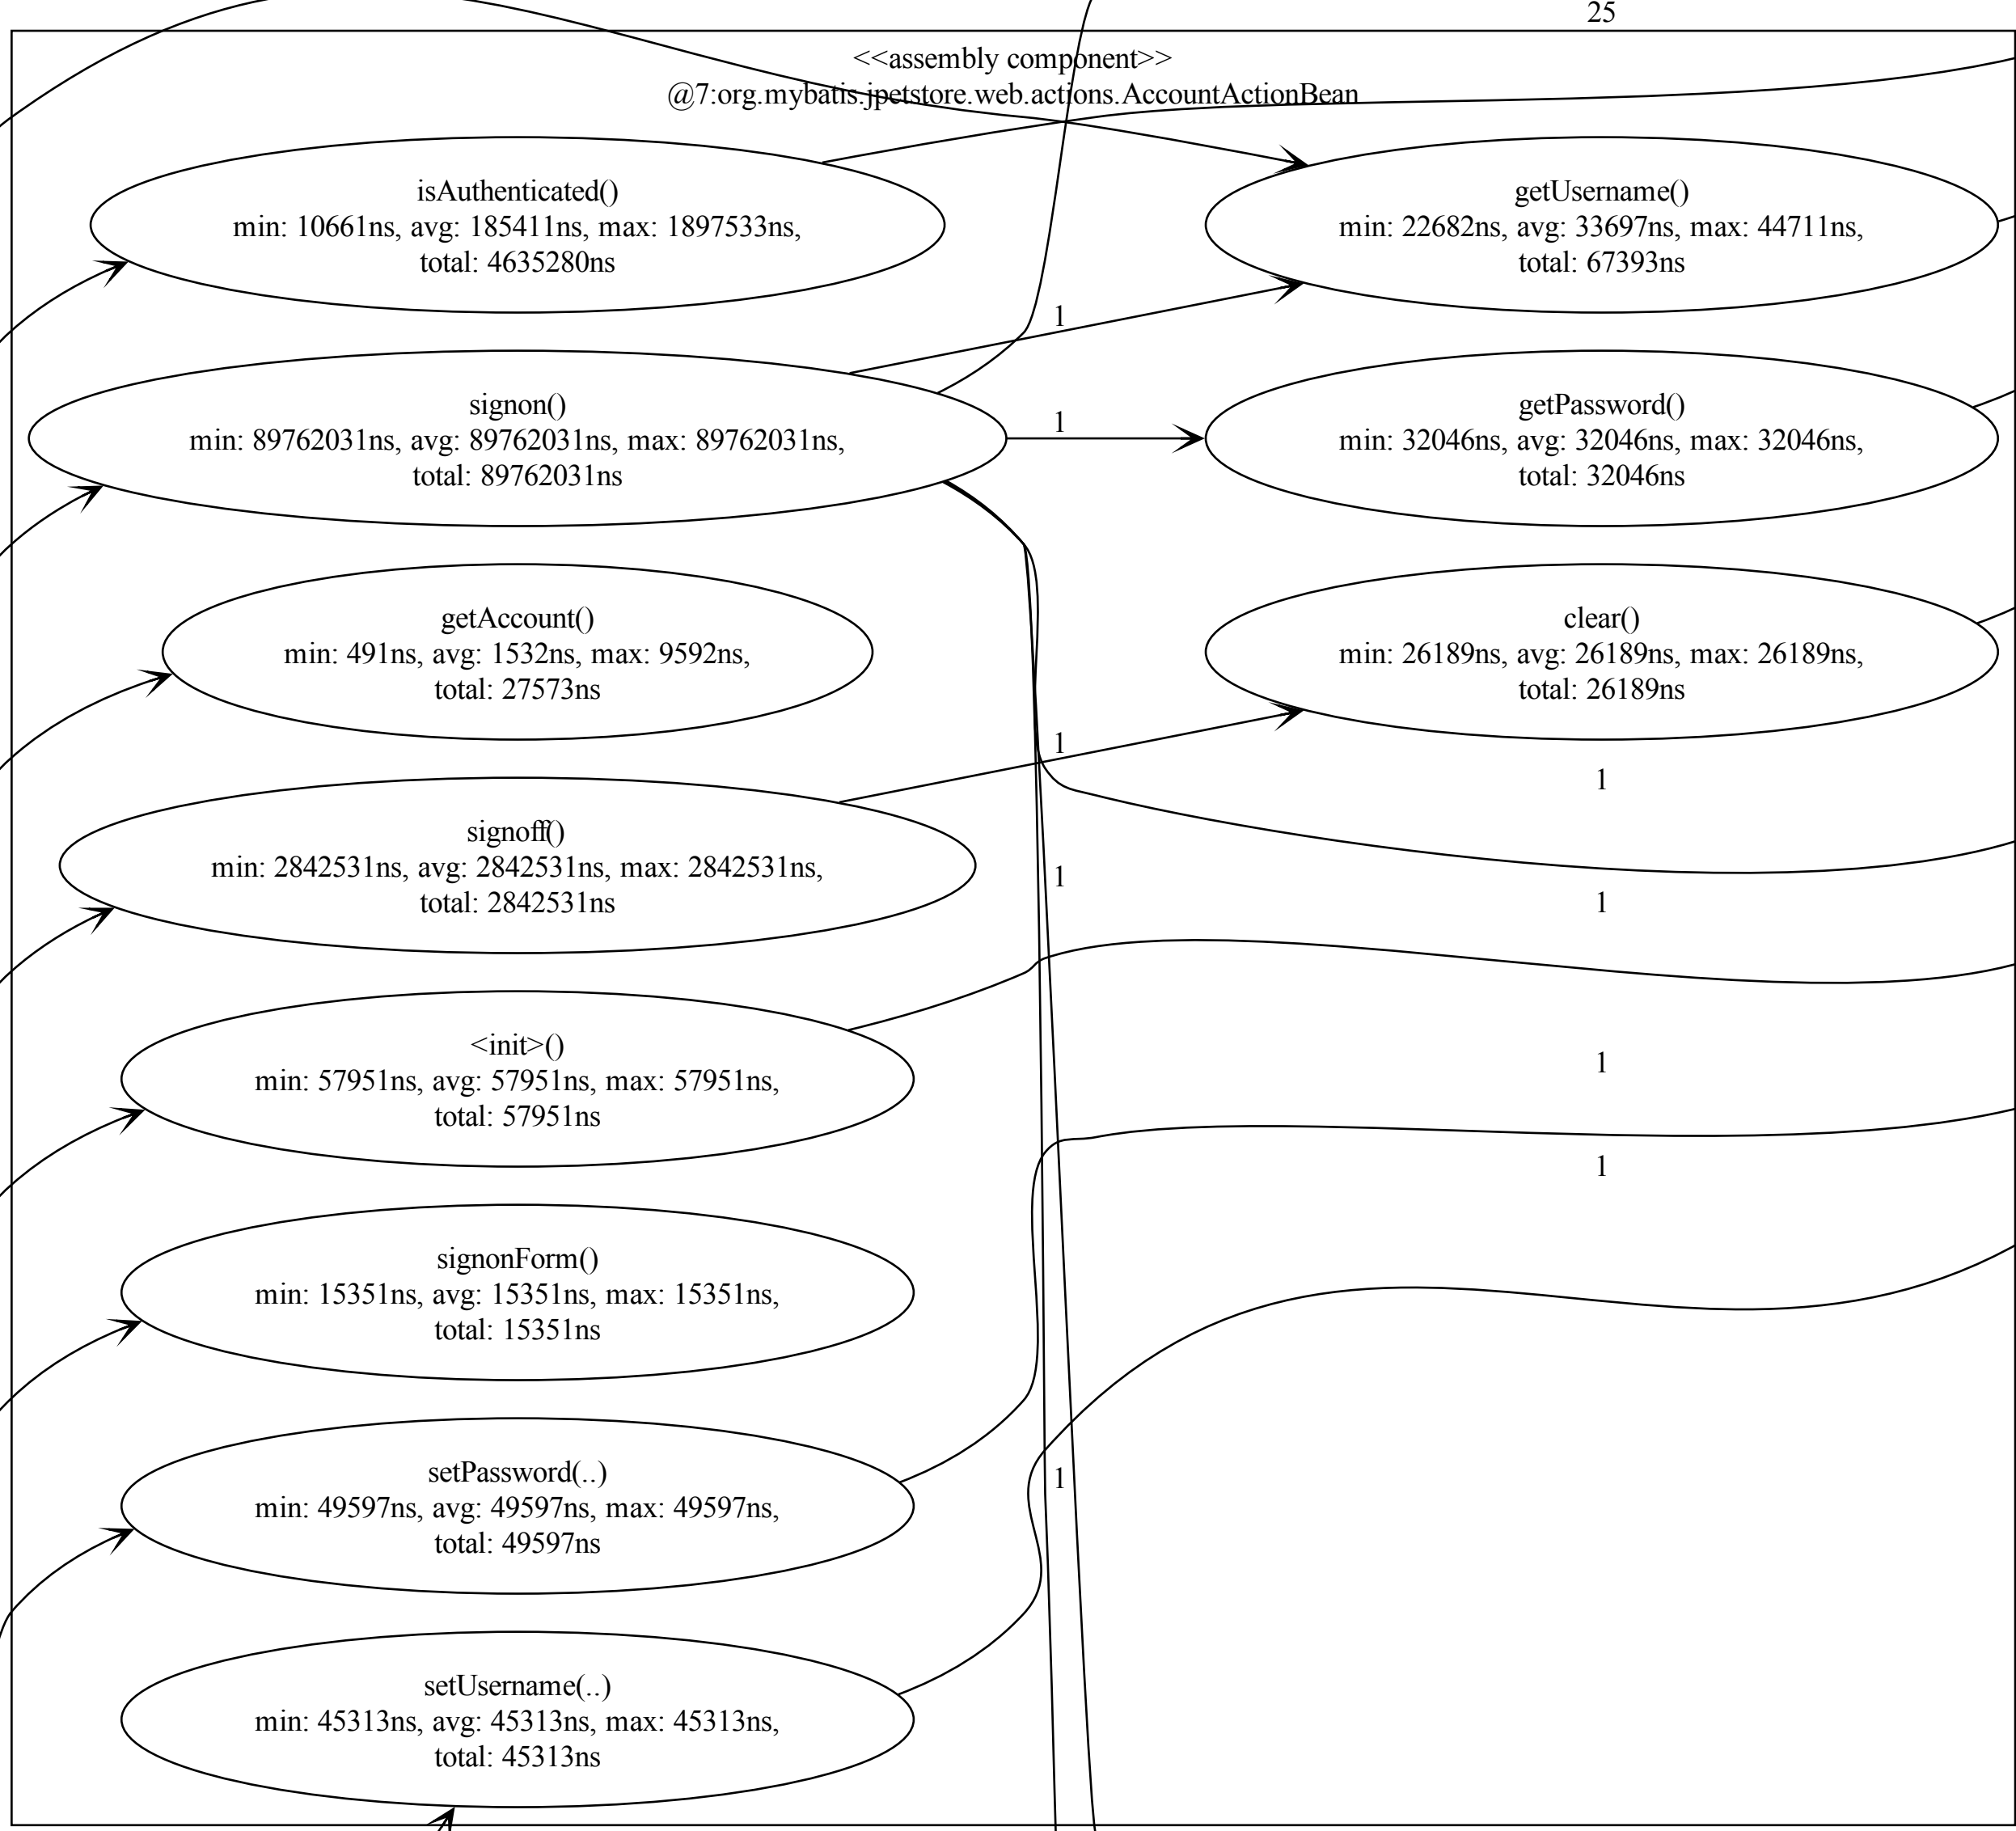 25
<<assembly component>>
@7:org.mybatis.jpetstore.web.actions.AccountActionBean
isAuthenticated()
min: 10661ns, avg: 185411ns, max: 1897533ns,
total: 4635280ns
getUsername()
min: 22682ns, avg: 33697ns, max: 44711ns,
total: 67393ns
1
signon()
min: 89762031ns, avg: 89762031ns, max: 89762031ns,
total: 89762031ns
1
getPassword()
min: 32046ns, avg: 32046ns, max: 32046ns,
total: 32046ns
getAccount()
min: 491ns, avg: 1532ns, max: 9592ns,
total: 27573ns
clear()
min: 26189ns, avg: 26189ns, max: 26189ns,
total: 26189ns
1
1
signoff()
min: 2842531ns, avg: 2842531ns, max: 2842531ns,
total: 2842531ns
1
1
<init>()
min: 57951ns, avg: 57951ns, max: 57951ns,
total: 57951ns
1
1
signonForm()
min: 15351ns, avg: 15351ns, max: 15351ns,
total: 15351ns
setPassword(..)
min: 49597ns, avg: 49597ns, max: 49597ns,
total: 49597ns
1
setUsername(..)
min: 45313ns, avg: 45313ns, max: 45313ns,
total: 45313ns